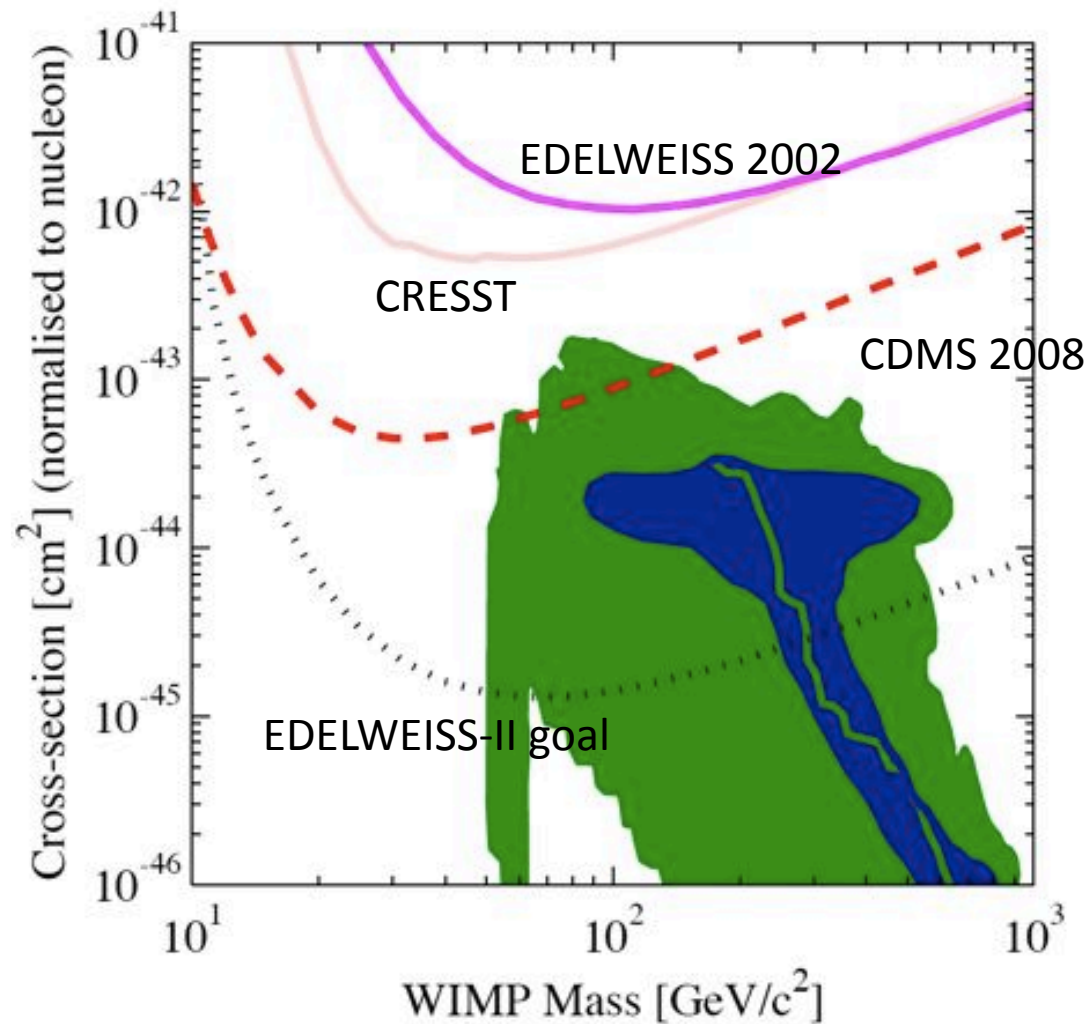 10^-41
10^-42
10^-43
10^-44
10^-45
10^-46
Cross-section [cm^2] (normalised to nucleon)
EDELWEISS 2002
CRESST
CDMS 2008
EDELWEISS-II goal
10^1
10^2
10^3
WIMP Mass [GeV/c^2]